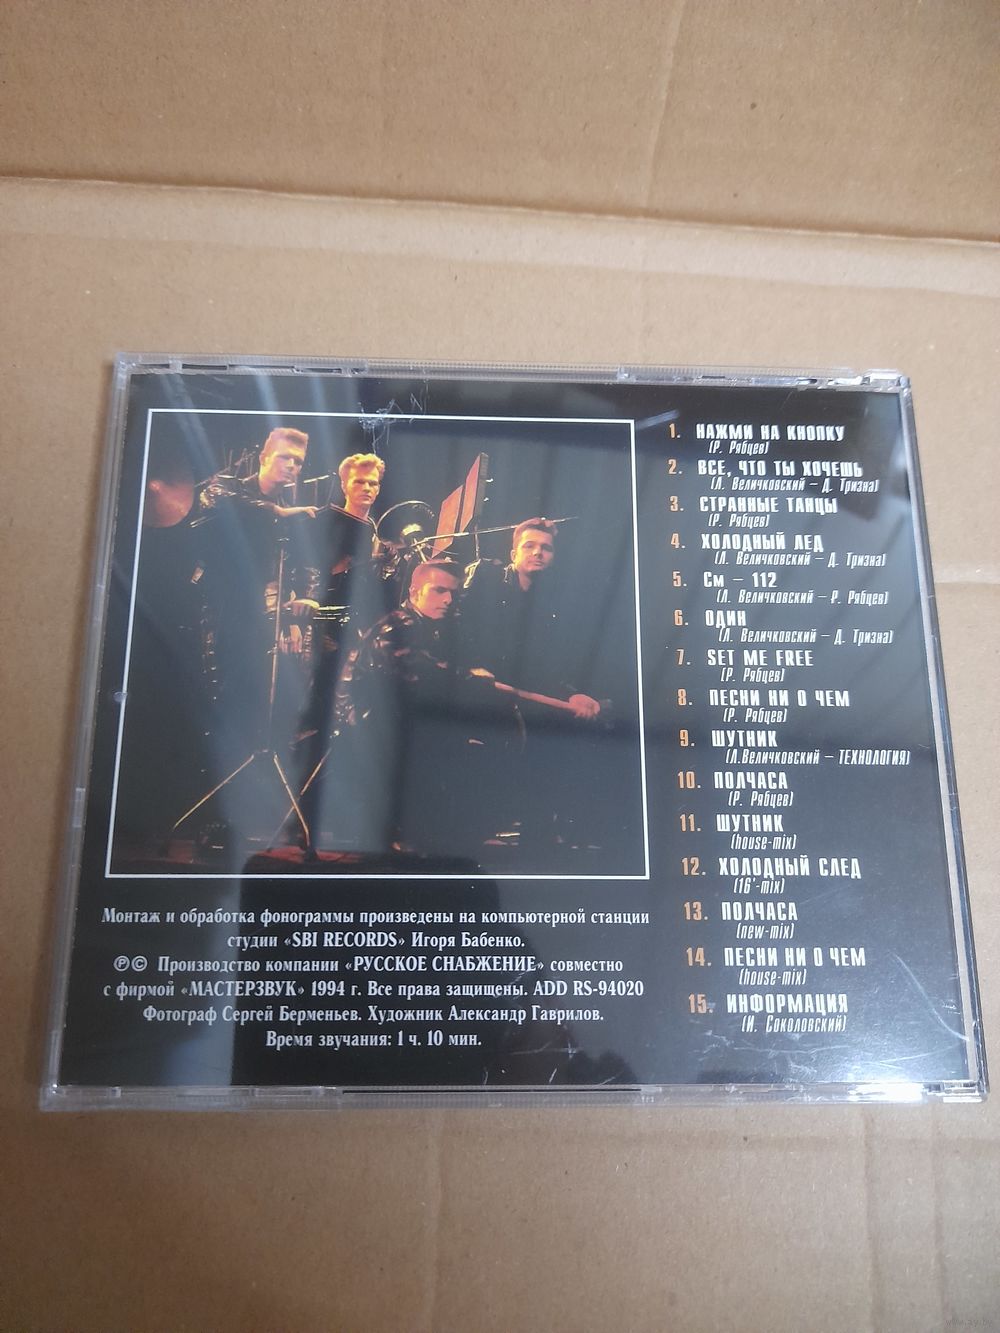 1. НАЖМИ НА КНОПКУ
(Р. Рябцев)
2. ВСЕ, ЧТО ТЫ ХОЧЕШЬ
(Л. Величковский – Д. Тризна)
3. СТРАННЫЕ ТАНЦЫ
(Р. Рябцев)
4. ХОЛОДНЫЙ ЛЕД
(Л. Величковский – Д. Тризна)
5. См – 112
(Л. Величковский – Р. Рябцев)
6. ОДИН
(Л. Величковский – Д. Тризна)
7. SET ME FREE
(Р. Рябцев)
8. ПЕСНИ НИ О ЧЕМ
(Р. Рябцев)
9. ШУТНИК
(Л.Величковский – ТЕХНОЛОГИЯ)
10. ПОЛЧАСА
(Р. Рябцев)
11. ШУТНИК
(house-mix)
12. ХОЛОДНЫЙ СЛЕД
(16'-mix)
13. ПОЛЧАСА
(new-mix)
14. ПЕСНИ НИ О ЧЕМ
(house-mix)
15. ИНФОРМАЦИЯ
(И. Соколовский)
Монтаж и обработка фонограммы произведены на компьютерной станции
студии «SBI RECORDS» Игоря Бабенко.
℗© Производство компании «РУССКОЕ СНАБЖЕНИЕ» совместно
с фирмой «МАСТЕРЗВУК» 1994 г. Все права защищены. ADD RS-94020
Фотограф Сергей Берменьев. Художник Александр Гаврилов.
Время звучания: 1 ч. 10 мин.